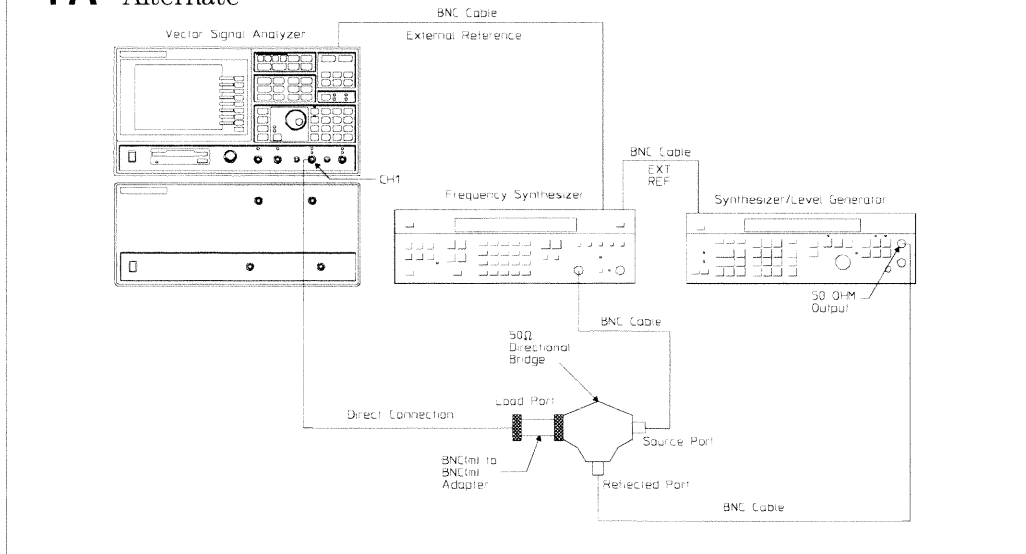 Alternate
BNC Cable
Vector Signal Analyzer
External Reference
BNC Cable
EXT
REF
CH1
Frequency Synthesizer
Synthesizer/Level Generator
50 OHM
Output
BNC Cable
50Ω
Directional
Bridge
Load Port
Direct Connection
Source Port
BNC(m) to
BNC(m)
Adapter
Reflected Port
BNC Cable